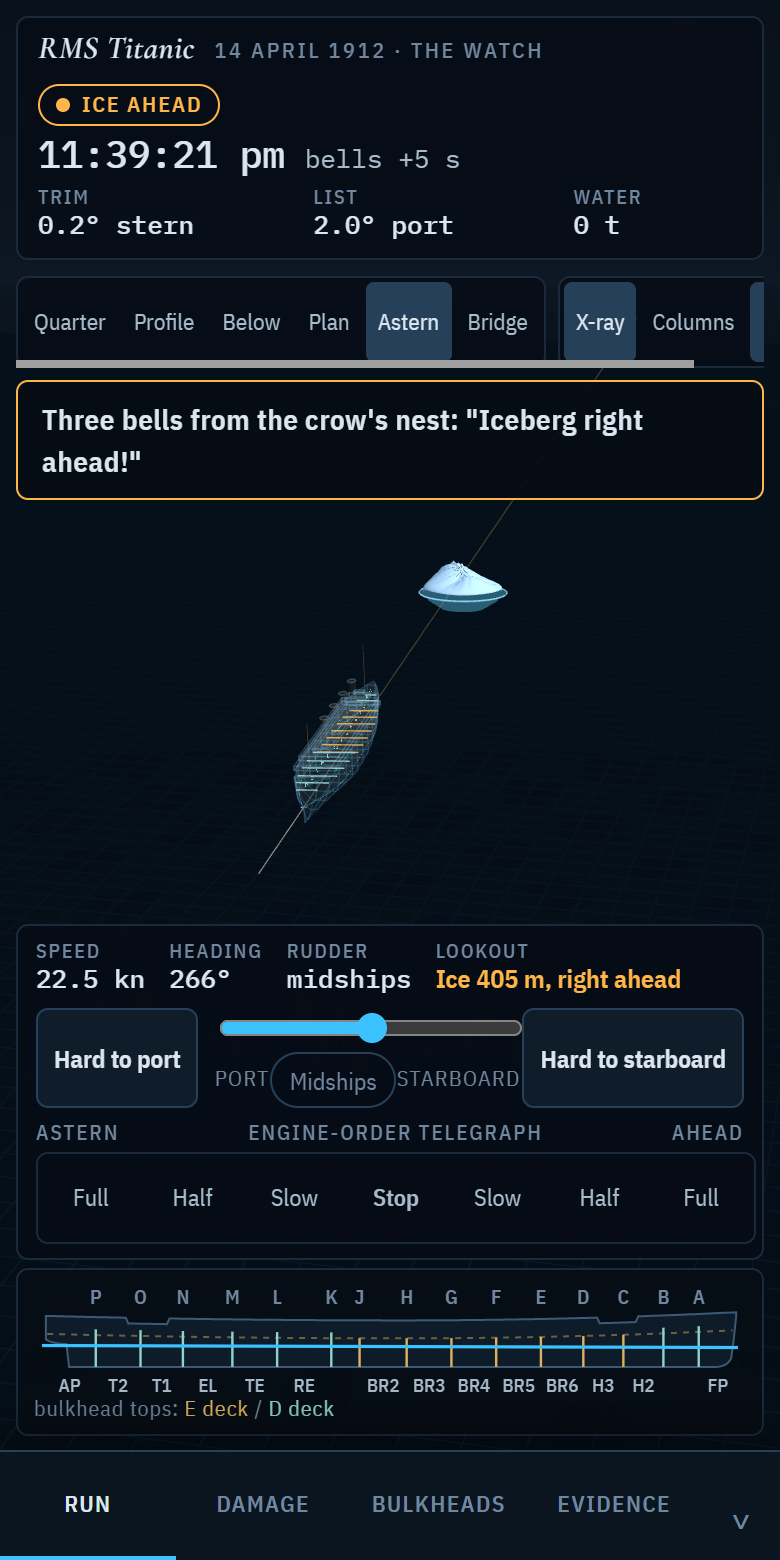 RMS Titanic 14 APRIL 1912 · THE WATCH
ICE AHEAD
11:39:21 pm bells +5 s
TRIM LIST WATER
0.2° stern 2.0° port 0 t
Quarter Profile Below Plan Astern Bridge X-ray Columns
Three bells from the crow's nest: "Iceberg right
ahead!"
SPEED HEADING RUDDER LOOKOUT
22.5 kn 266° midships Ice 405 m, right ahead
Hard to port Hard to starboard
PORT Midships STARBOARD
ASTERN ENGINE-ORDER TELEGRAPH AHEAD
Full Half Slow Stop Slow Half Full
P O N M L K J H G F E D C B A
AP T2 T1 EL TE RE BR2 BR3 BR4 BR5 BR6 H3 H2 FP
bulkhead tops: E deck / D deck
RUN DAMAGE BULKHEADS EVIDENCE